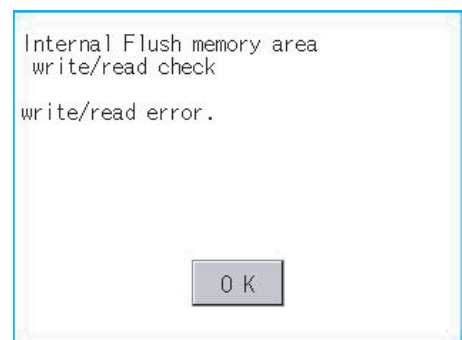 Internal Flush memory area
write/read check
write/read error.
OK